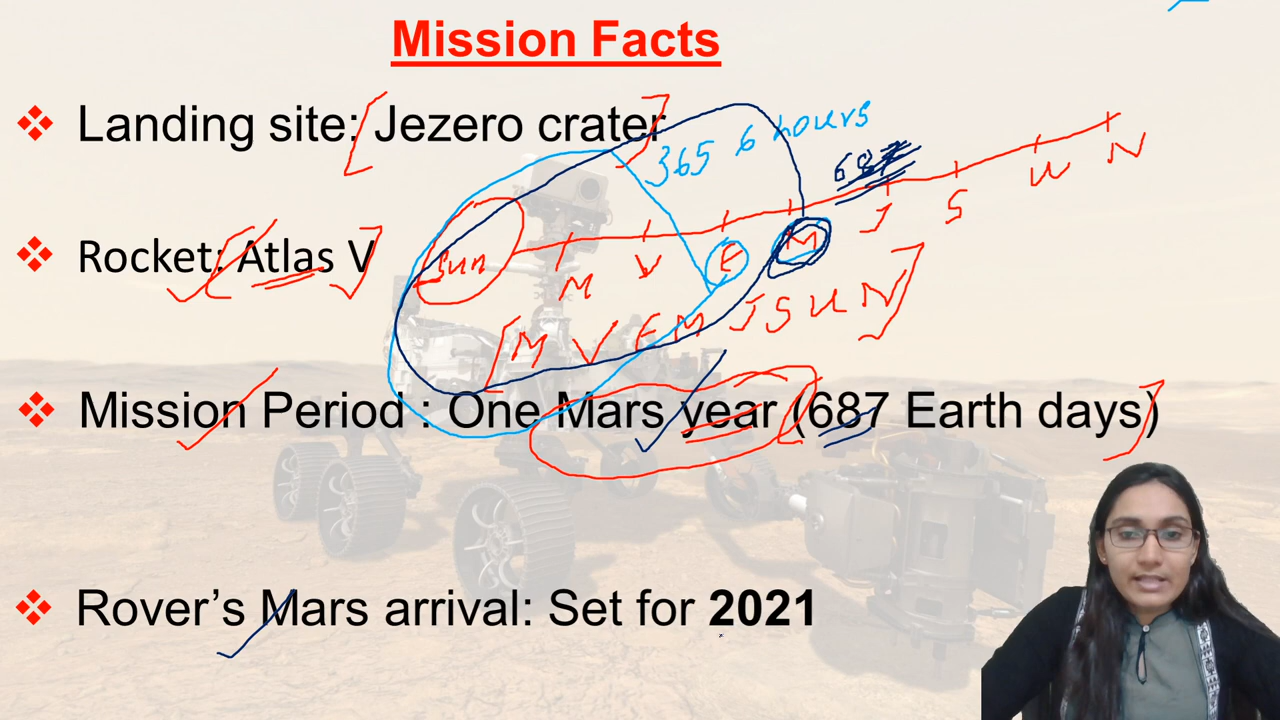 Mission Facts
❖ Landing site: [Jezero crater]
365 6 hours
687
❖ Rocket: [Atlas V]
Sun M V E M J S U N
[M V E M J S U N]
❖ Mission Period : One Mars year (687 Earth days)
❖ Rover's Mars arrival: Set for 2021